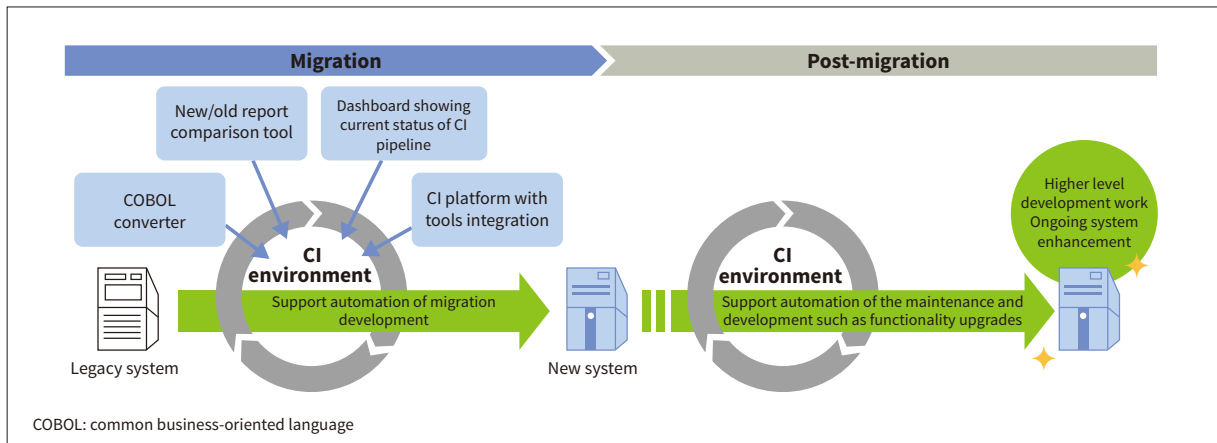 Migration
Post-migration
New/old report
comparison tool
Dashboard showing
current status of CI
pipeline
COBOL
converter
CI platform with
tools integration
CI
environment
Support automation of migration
development
Legacy system
New system
CI
environment
Support automation of the maintenance and
development such as functionality upgrades
Higher level
development work
Ongoing system
enhancement
COBOL: common business-oriented language